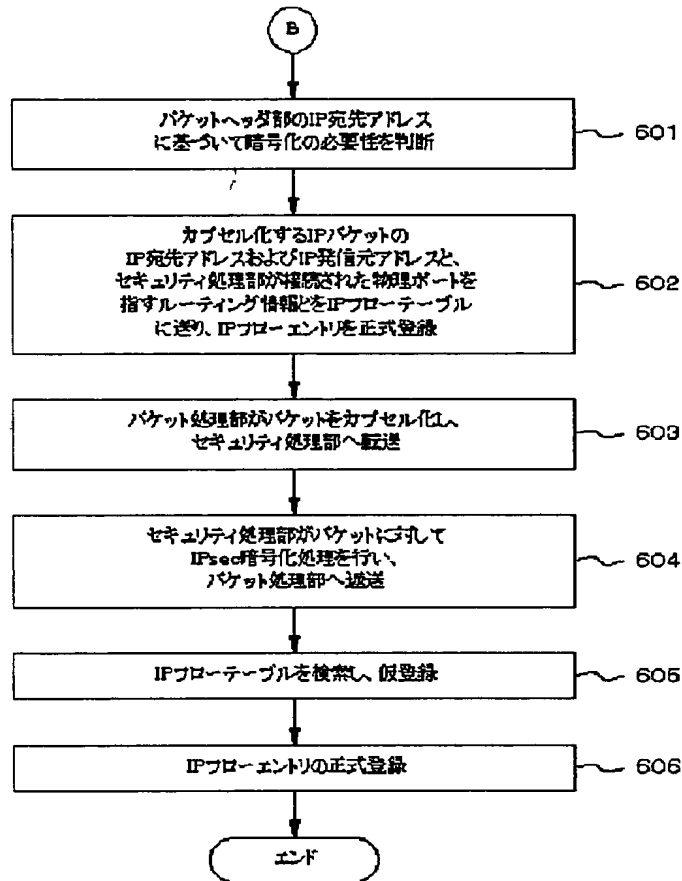 B
パケットヘッダ部のIP宛先アドレス
に基づいて暗号化の必要性を判断
601
カプセル化するIPパケットの
IP宛先アドレスおよびIP発信元アドレスと、
セキュリティ処理部が接続された物理ポートを
指すルーティング情報とをIPフローテーブル
に送り、IPフローエントリを正式登録
602
パケット処理部がパケットをカプセル化し、
セキュリティ処理部へ転送
603
セキュリティ処理部がパケットに対して
IPsec暗号化処理を行い、
パケット処理部へ返送
604
IPフローテーブルを検索し、仮登録
605
IPフローエントリの正式登録
606
エンド